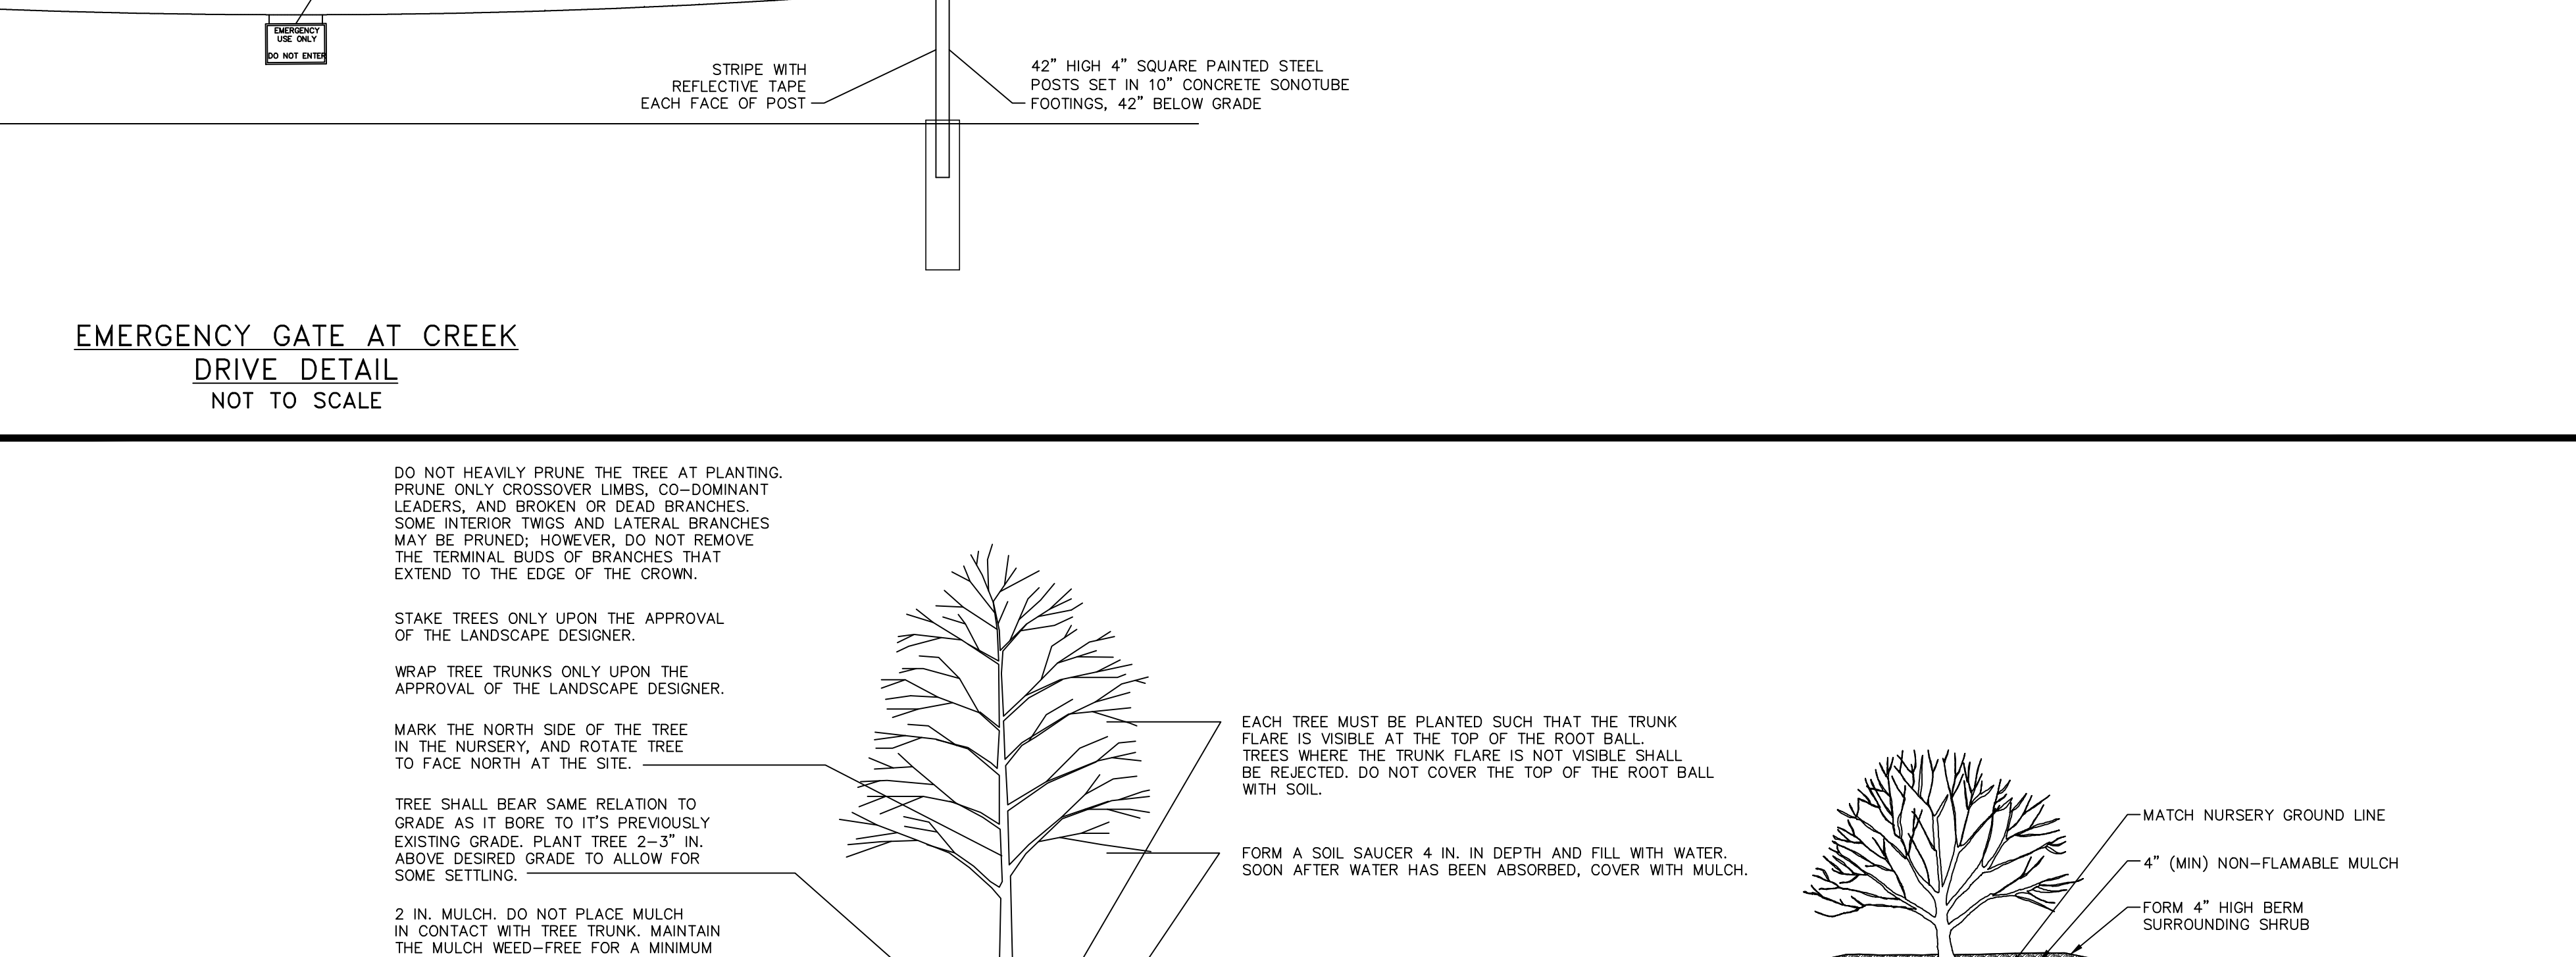 EMERGENCY
USE ONLY
DO NOT ENTER
STRIPE WITH
REFLECTIVE TAPE
EACH FACE OF POST
42" HIGH 4" SQUARE PAINTED STEEL
POSTS SET IN 10" CONCRETE SONOTUBE
FOOTINGS, 42" BELOW GRADE
EMERGENCY GATE AT CREEK
DRIVE DETAIL
NOT TO SCALE
DO NOT HEAVILY PRUNE THE TREE AT PLANTING.
PRUNE ONLY CROSSOVER LIMBS, CO-DOMINANT
LEADERS, AND BROKEN OR DEAD BRANCHES.
SOME INTERIOR TWIGS AND LATERAL BRANCHES
MAY BE PRUNED; HOWEVER, DO NOT REMOVE
THE TERMINAL BUDS OF BRANCHES THAT
EXTEND TO THE EDGE OF THE CROWN.
STAKE TREES ONLY UPON THE APPROVAL
OF THE LANDSCAPE DESIGNER.
WRAP TREE TRUNKS ONLY UPON THE
APPROVAL OF THE LANDSCAPE DESIGNER.
MARK THE NORTH SIDE OF THE TREE
IN THE NURSERY, AND ROTATE TREE
TO FACE NORTH AT THE SITE.
TREE SHALL BEAR SAME RELATION TO
GRADE AS IT BORE TO IT'S PREVIOUSLY
EXISTING GRADE. PLANT TREE 2-3" IN.
ABOVE DESIRED GRADE TO ALLOW FOR
SOME SETTLING.
2 IN. MULCH. DO NOT PLACE MULCH
IN CONTACT WITH TREE TRUNK. MAINTAIN
THE MULCH WEED-FREE FOR A MINIMUM
EACH TREE MUST BE PLANTED SUCH THAT THE TRUNK
FLARE IS VISIBLE AT THE TOP OF THE ROOT BALL.
TREES WHERE THE TRUNK FLARE IS NOT VISIBLE SHALL
BE REJECTED. DO NOT COVER THE TOP OF THE ROOT BALL
WITH SOIL.
FORM A SOIL SAUCER 4 IN. IN DEPTH AND FILL WITH WATER.
SOON AFTER WATER HAS BEEN ABSORBED, COVER WITH MULCH.
MATCH NURSERY GROUND LINE
4" (MIN) NON-FLAMABLE MULCH
FORM 4" HIGH BERM
SURROUNDING SHRUB